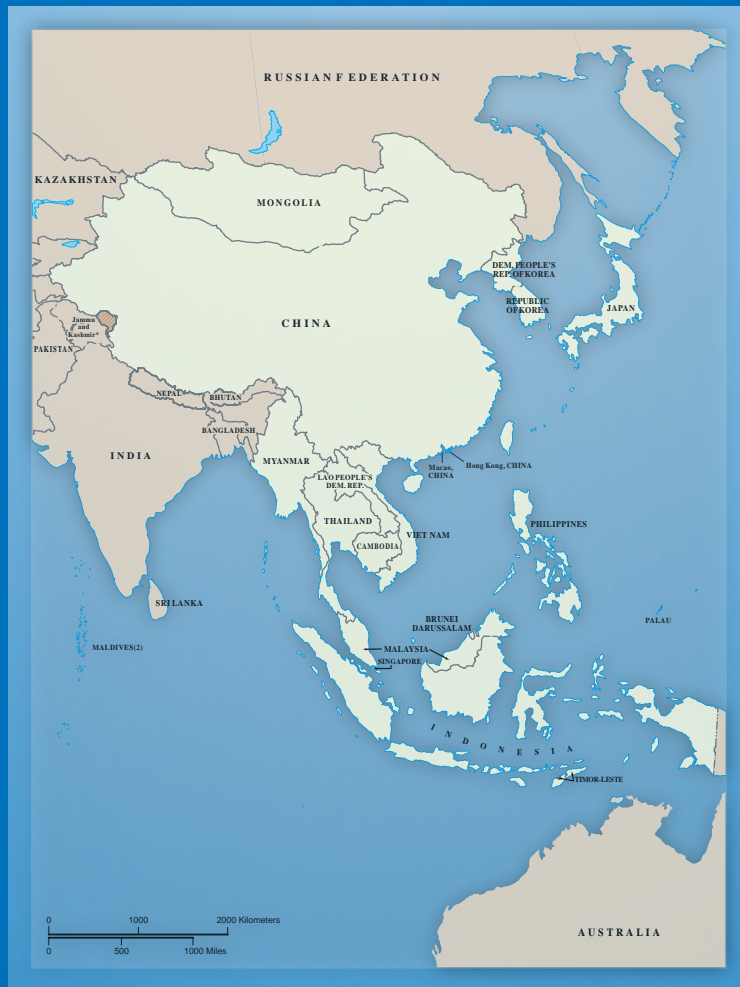 RUSSIAN FEDERATION
KAZAKHSTAN
MONGOLIA
DEM. PEOPLE'S
REP. OF KOREA
REPUBLIC
OF KOREA
JAPAN
Jammu
and
Kashmir*
CHINA
PAKISTAN
NEPAL
BHUTAN
BANGLADESH
INDIA
MYANMAR
Macao,
CHINA
Hong Kong, CHINA
LAO PEOPLE'S
DEM. REP.
THAILAND
VIET NAM
PHILIPPINES
CAMBODIA
SRI LANKA
BRUNEI
DARUSSALAM
PALAU
MALDIVES(2)
MALAYSIA
SINGAPORE
INDONESIA
TIMOR-LESTE
AUSTRALIA
0 1000 2000 Kilometers
0 500 1000 Miles